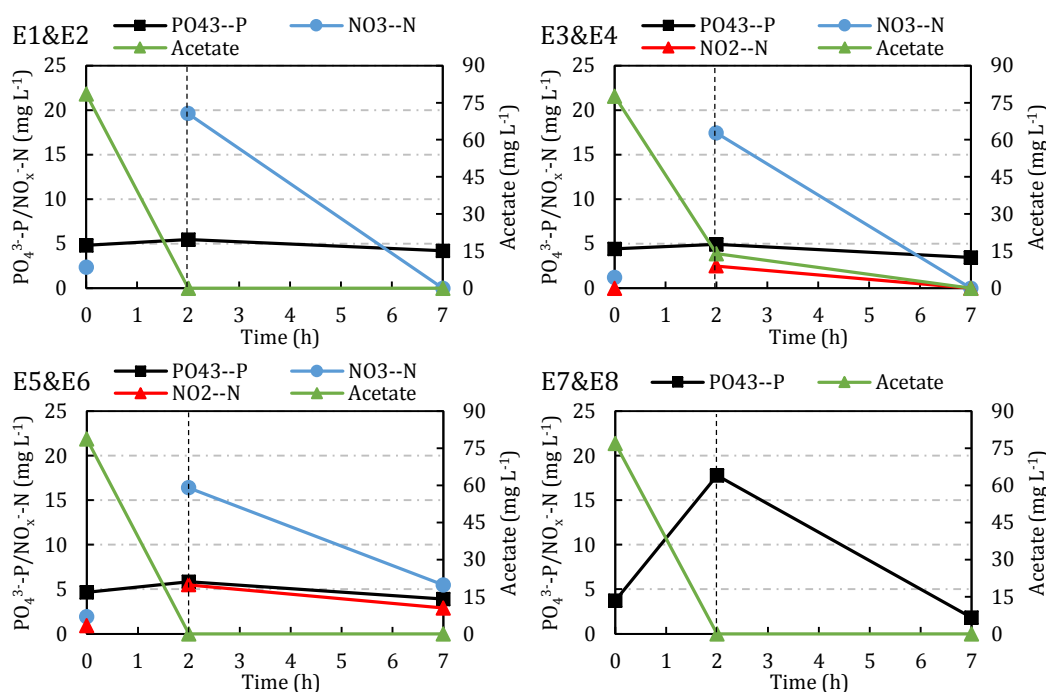 E1&E2
PO43--P
NO3--N
Acetate
PO₄³⁻-P/NOₓ⁻-N (mg L⁻¹)
25
20
15
10
5
0
90
75
60
45
30
15
0
Acetate (mg L⁻¹)
0 1 2 3 4 5 6 7
Time (h)
E3&E4
PO43--P
NO3--N
NO2--N
Acetate
PO₄³⁻-P/NOₓ⁻-N (mg L⁻¹)
25
20
15
10
5
0
90
75
60
45
30
15
0
Acetate (mg L⁻¹)
0 1 2 3 4 5 6 7
Time (h)
E5&E6
PO43--P
NO3--N
NO2--N
Acetate
PO₄³⁻-P/NOₓ⁻-N (mg L⁻¹)
25
20
15
10
5
0
90
75
60
45
30
15
0
Acetate (mg L⁻¹)
0 1 2 3 4 5 6 7
Time (h)
E7&E8
PO43--P
Acetate
PO₄³⁻-P/NOₓ⁻-N (mg L⁻¹)
25
20
15
10
5
0
90
75
60
45
30
15
0
Acetate (mg L⁻¹)
0 1 2 3 4 5 6 7
Time (h)